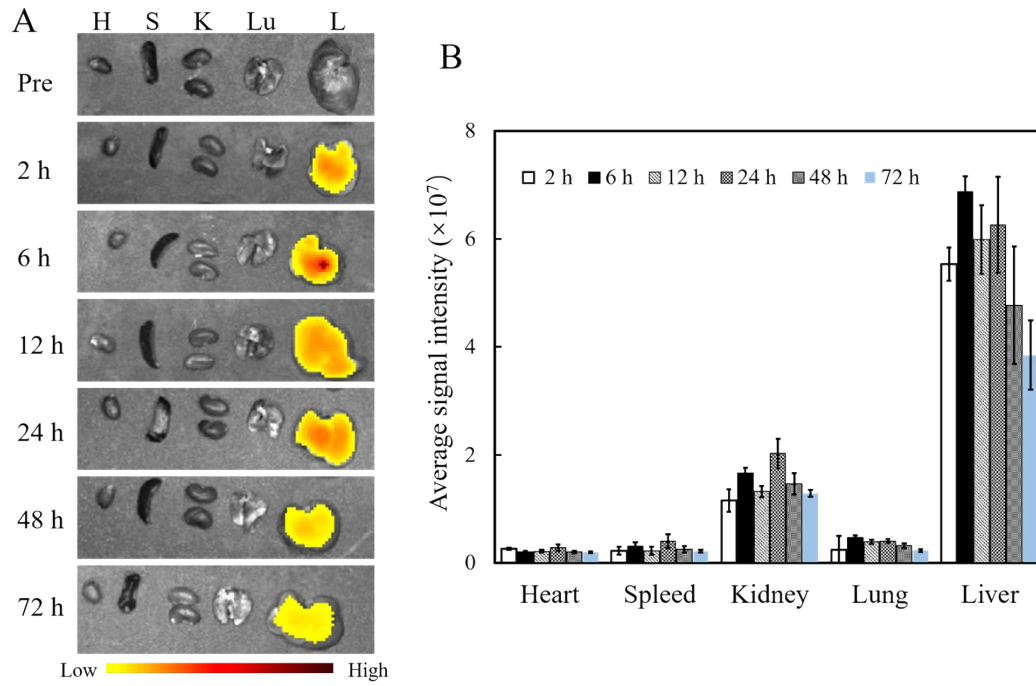 A
H S K Lu L
Pre
2 h
6 h
12 h
24 h
48 h
72 h
Low High
B
8
6
4
2
0
Average signal intensity (×10⁷)
2 h 6 h 12 h 24 h 48 h 72 h
Heart Spleed Kidney Lung Liver